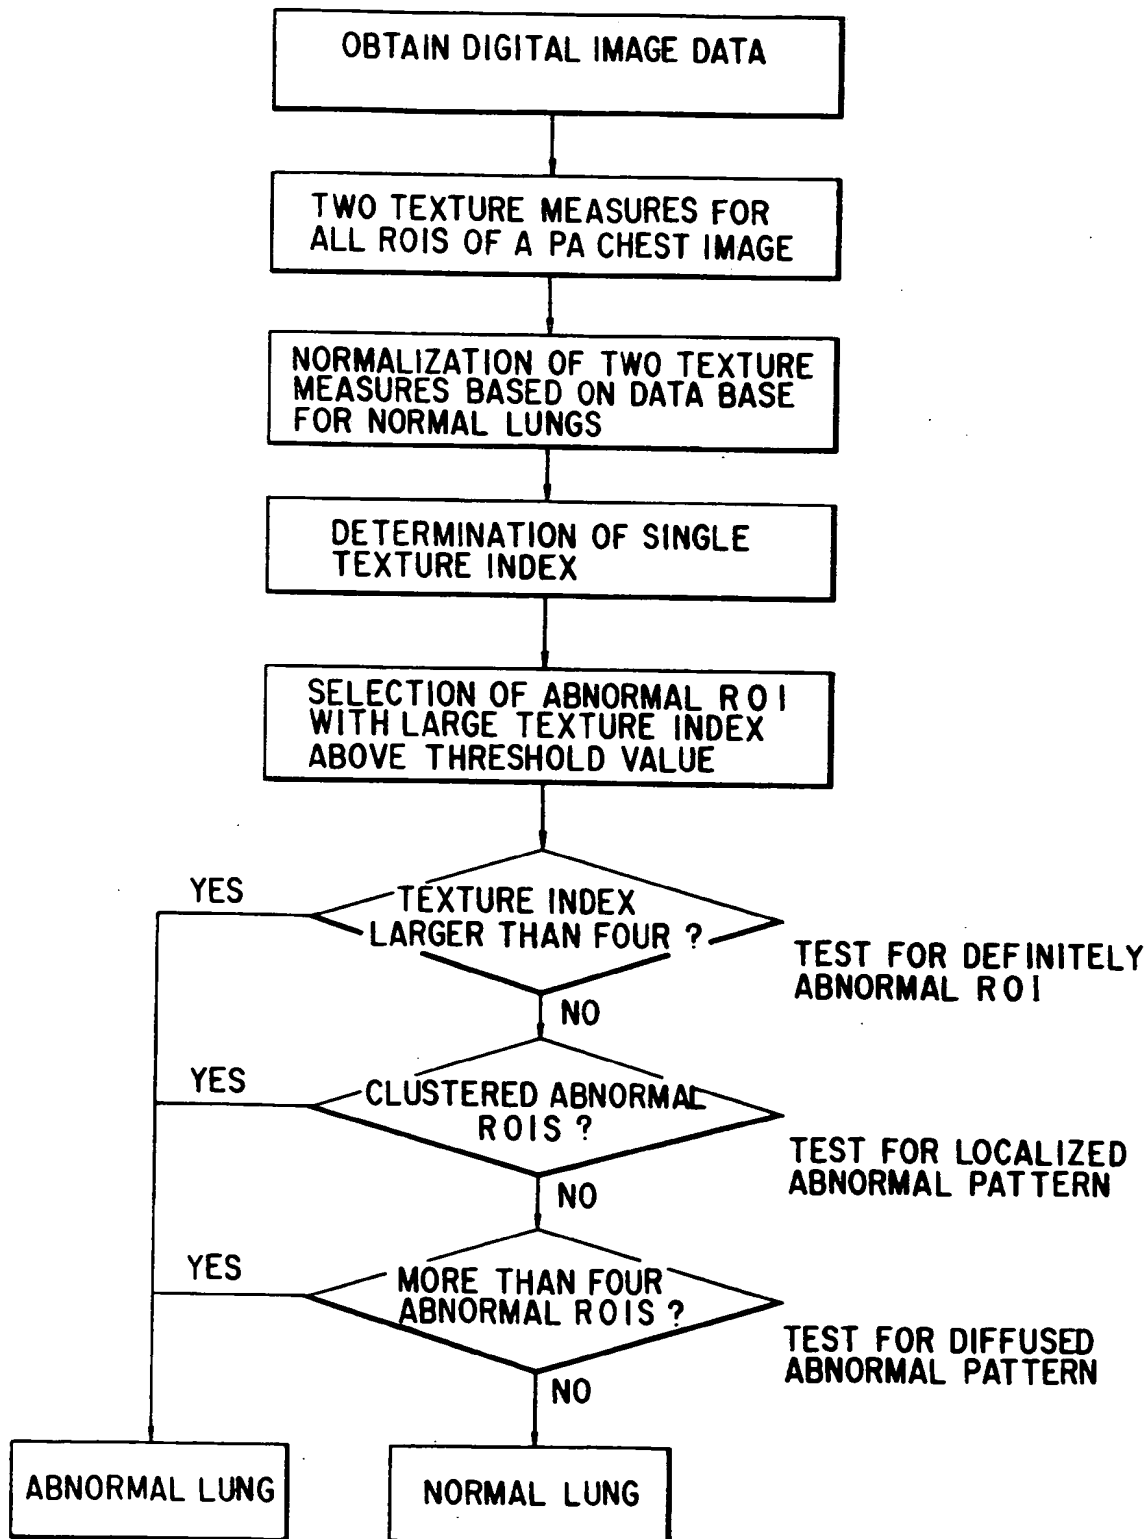 OBTAIN DIGITAL IMAGE DATA
TWO TEXTURE MEASURES FOR
ALL ROIS OF A PA CHEST IMAGE
NORMALIZATION OF TWO TEXTURE
MEASURES BASED ON DATA BASE
FOR NORMAL LUNGS
DETERMINATION OF SINGLE
TEXTURE INDEX
SELECTION OF ABNORMAL ROI
WITH LARGE TEXTURE INDEX
ABOVE THRESHOLD VALUE
YES
TEXTURE INDEX
LARGER THAN FOUR ?
TEST FOR DEFINITELY
ABNORMAL ROI
NO
YES
CLUSTERED ABNORMAL
ROIS ?
TEST FOR LOCALIZED
ABNORMAL PATTERN
NO
YES
MORE THAN FOUR
ABNORMAL ROIS ?
TEST FOR DIFFUSED
ABNORMAL PATTERN
NO
ABNORMAL LUNG
NORMAL LUNG